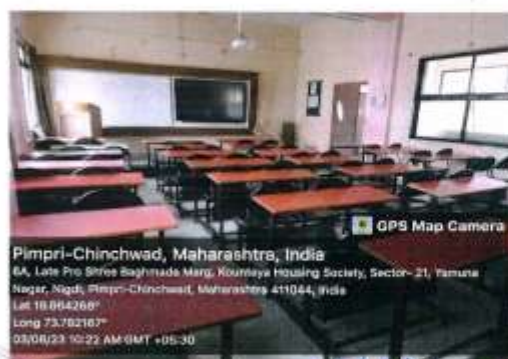 GPS Map Camera
Pimpri-Chinchwad, Maharashtra, India
6A, Late Pro Shree Baghmade Marg, Kounteya Housing Society, Sector- 21, Yamuna
Nagar, Nigdi, Pimpri-Chinchwad, Maharashtra 411044, India
Lat 18.664268°
Long 73.762167°
03/08/23 10:22 AM GMT +05:30